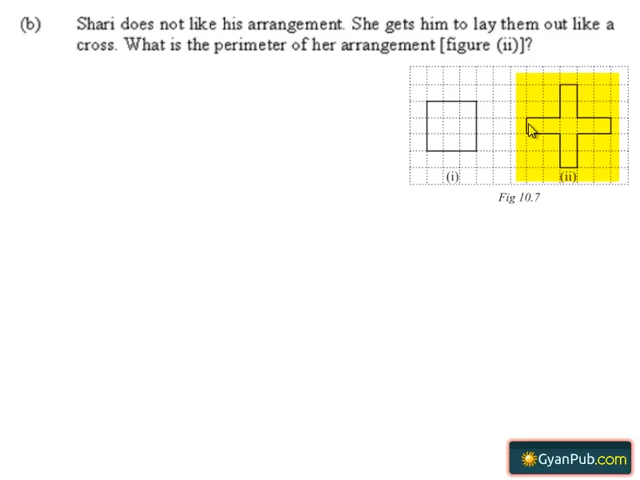 (b) Shari does not like his arrangement. She gets him to lay them out like a
cross. What is the perimeter of her arrangement [figure (ii)]?
(i) (ii)
Fig 10.7
GyanPub.com